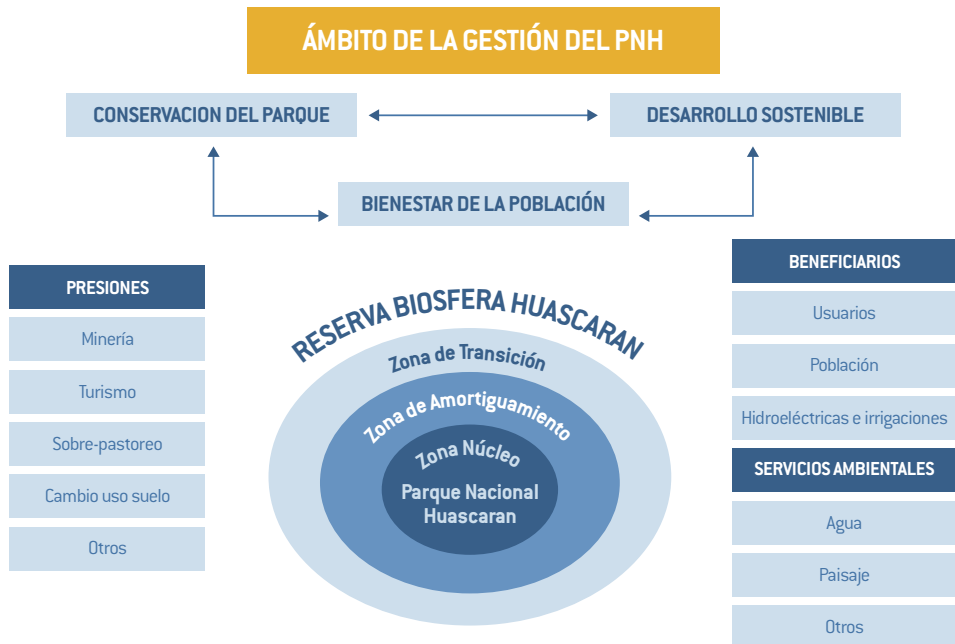 ÁMBITO DE LA GESTIÓN DEL PNH
CONSERVACION DEL PARQUE
DESARROLLO SOSTENIBLE
BIENESTAR DE LA POBLACIÓN
PRESIONES
Minería
Turismo
Sobre-pastoreo
Cambio uso suelo
Otros
RESERVA BIOSFERA HUASCARAN
Zona de Transición
Zona de Amortiguamiento
Zona Núcleo
Parque Nacional
Huascaran
BENEFICIARIOS
Usuarios
Población
Hidroeléctricas e irrigaciones
SERVICIOS AMBIENTALES
Agua
Paisaje
Otros